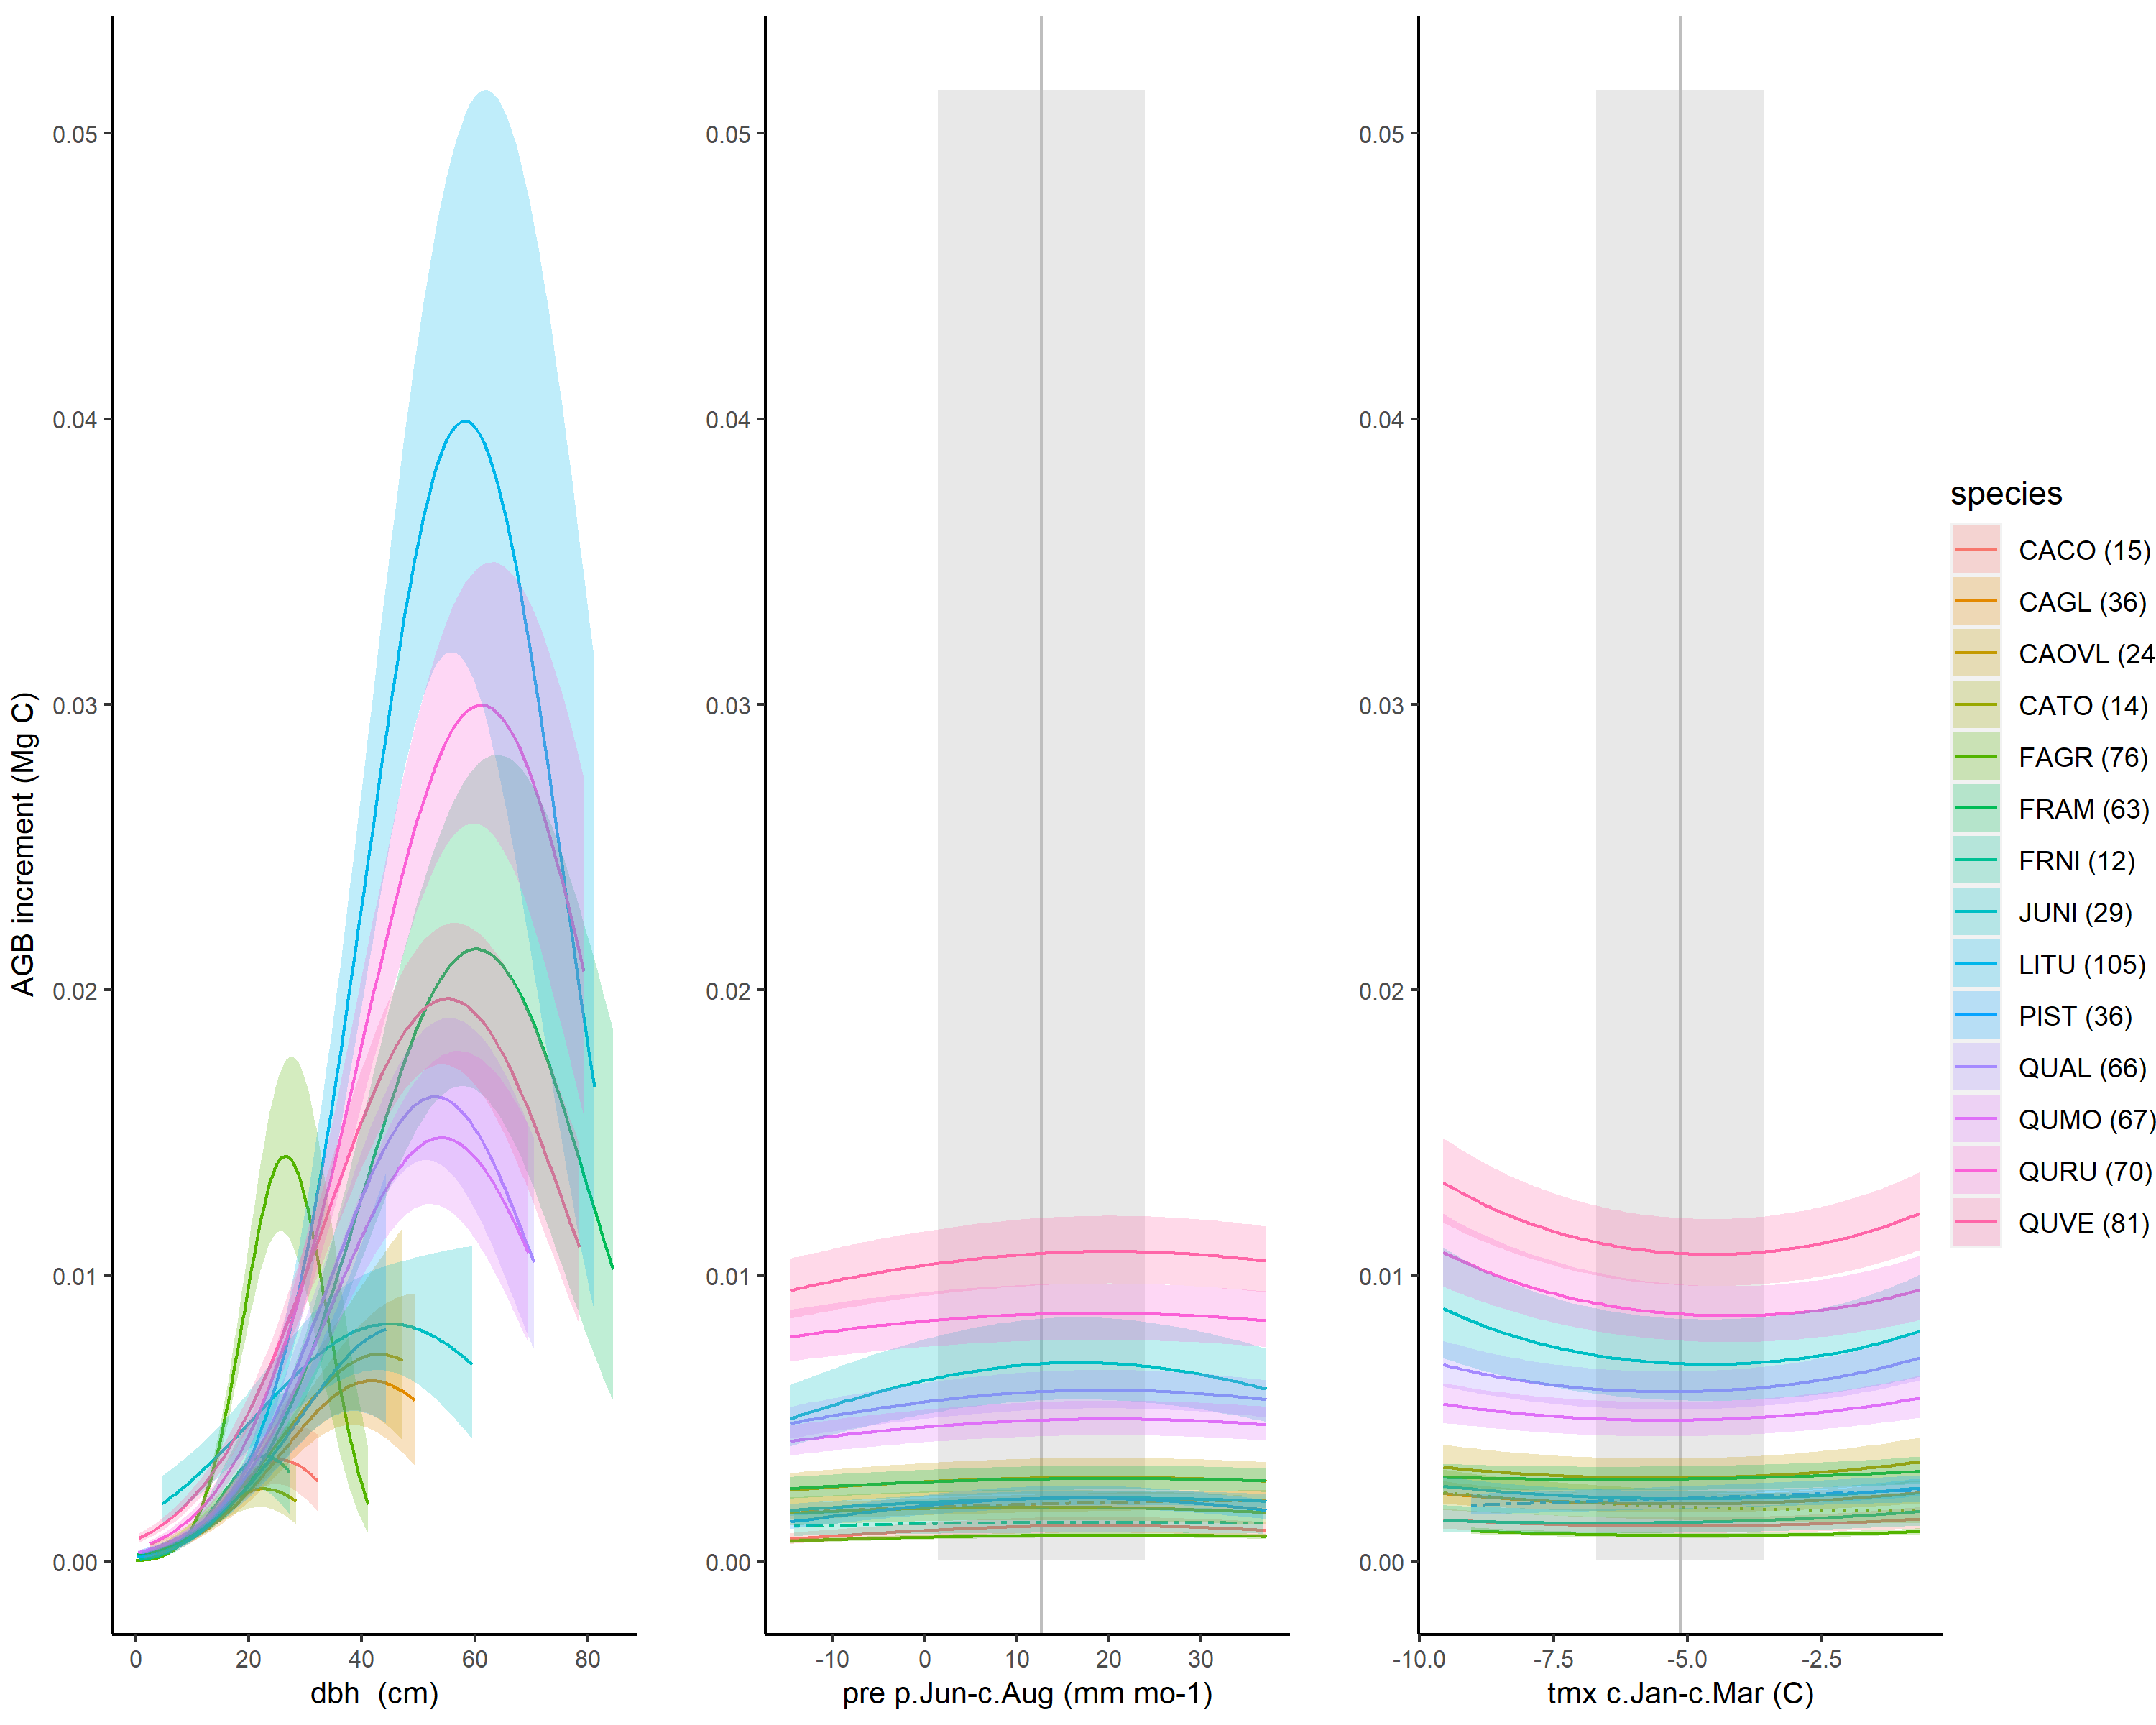 AGB increment (Mg C)
0.05
0.04
0.03
0.02
0.01
0.00
0 20 40 60 80
dbh (cm)
0.05
0.04
0.03
0.02
0.01
0.00
-10 0 10 20 30
pre p.Jun-c.Aug (mm mo-1)
0.05
0.04
0.03
0.02
0.01
0.00
-10.0 -7.5 -5.0 -2.5
tmx c.Jan-c.Mar (C)
species
CACO (15)
CAGL (36)
CAOVL (24
CATO (14)
FAGR (76)
FRAM (63)
FRNI (12)
JUNI (29)
LITU (105)
PIST (36)
QUAL (66)
QUMO (67)
QURU (70)
QUVE (81)